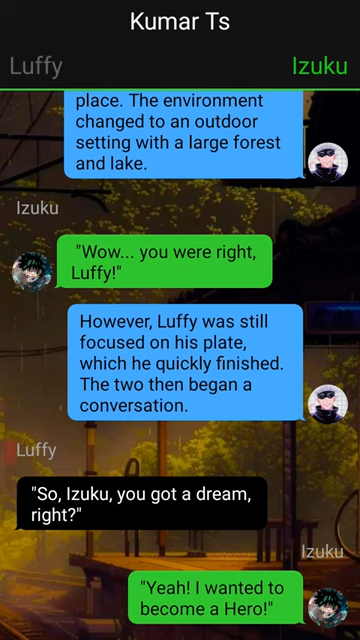 Kumar Ts
Luffy
Izuku
place. The environment
changed to an outdoor
setting with a large forest
and lake.
Izuku
"Wow... you were right,
Luffy!"
However, Luffy was still
focused on his plate,
which he quickly finished.
The two then began a
conversation.
Luffy
"So, Izuku, you got a dream,
right?"
Izuku
"Yeah! I wanted to
become a Hero!"